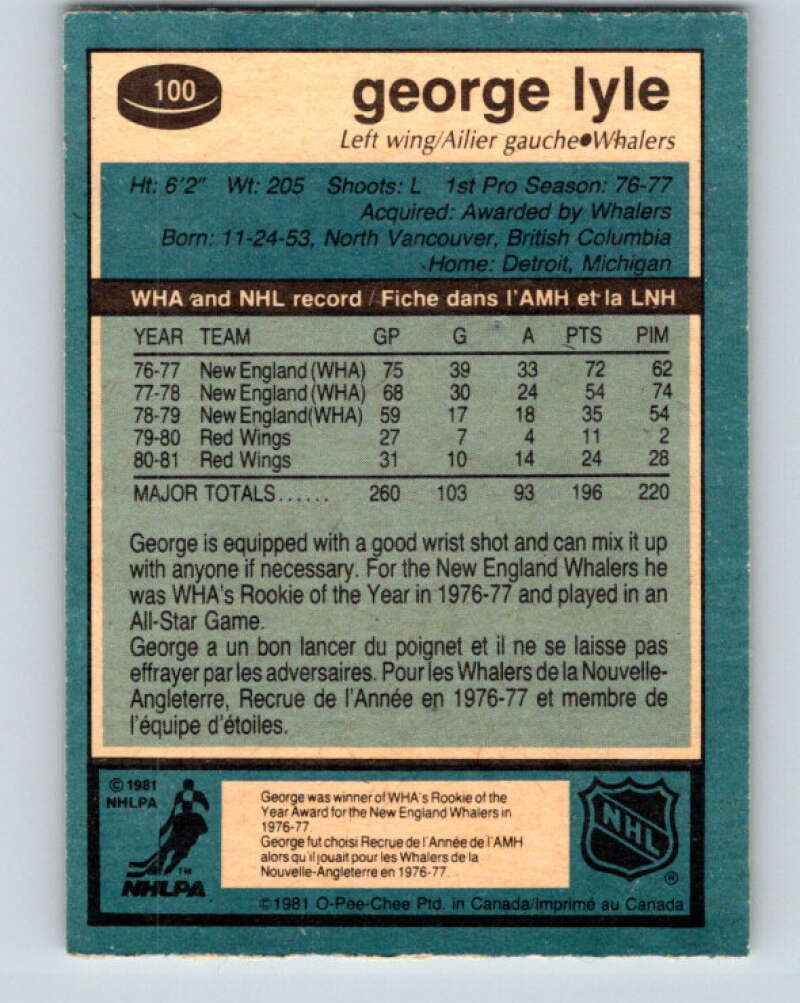 100
george lyle
Left wing/Ailier gauche●Whalers
Ht: 6'2" Wt: 205 Shoots: L 1st Pro Season: 76-77
Acquired: Awarded by Whalers
Born: 11-24-53, North Vancouver, British Columbia
Home: Detroit, Michigan
WHA and NHL record / Fiche dans l'AMH et la LNH
YEAR TEAM GP G A PTS PIM
76-77 New England (WHA) 75 39 33 72 62
77-78 New England (WHA) 68 30 24 54 74
78-79 New England(WHA) 59 17 18 35 54
79-80 Red Wings 27 7 4 11 2
80-81 Red Wings 31 10 14 24 28
MAJOR TOTALS...... 260 103 93 196 220
George is equipped with a good wrist shot and can mix it up
with anyone if necessary. For the New England Whalers he
was WHA's Rookie of the Year in 1976-77 and played in an
All-Star Game.
George a un bon lancer du poignet et il ne se laisse pas
effrayer par les adversaires. Pour les Whalers de la Nouvelle-
Angleterre, Recrue de l'Année en 1976-77 et membre de
l'équipe d'étoiles.
© 1981
NHLPA
TM
NHLPA
George was winner of WHA's Rookie of the
Year Award for the New England Whalers in
1976-77
George fut choisi Recrue de l'Année de l'AMH
alors qu'il jouait pour les Whalers de la
Nouvelle-Angleterre en 1976-77.
NHL
®
©1981 O-Pee-Chee Ptd. in Canada/Imprimé au Canada